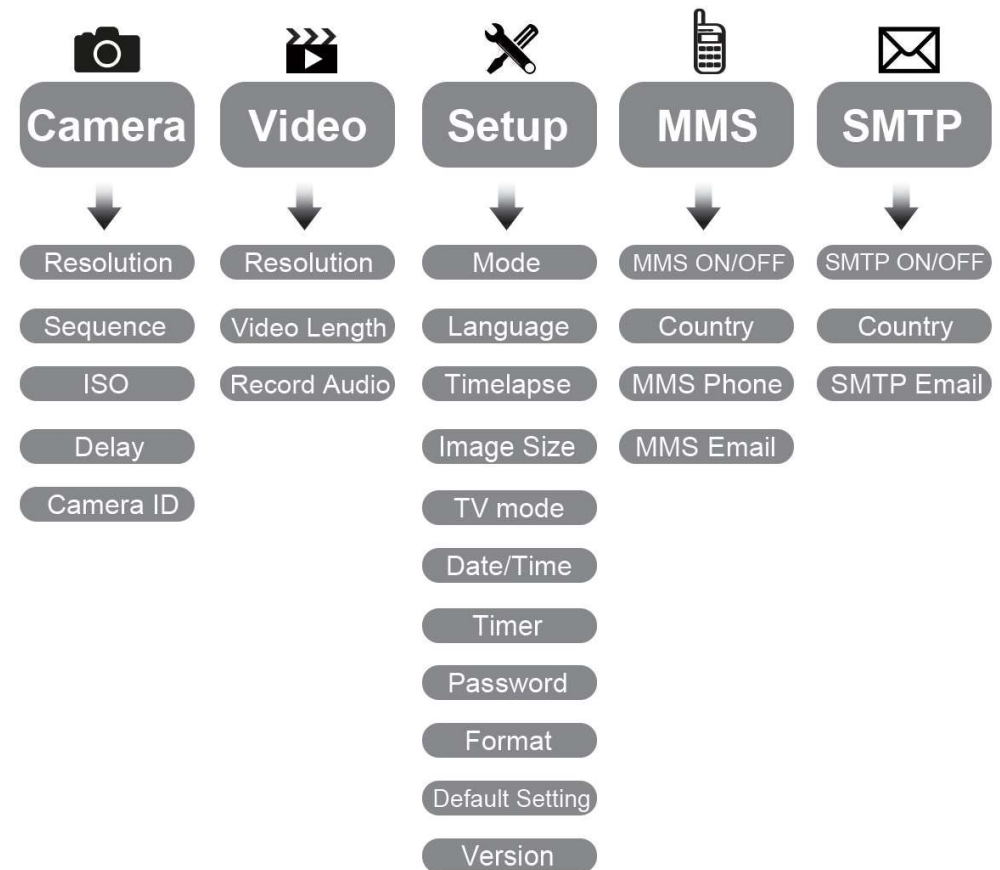 Camera
Video
Setup
MMS
SMTP
Resolution
Resolution
Mode
MMS ON/OFF
SMTP ON/OFF
Sequence
Video Length
Language
Country
Country
ISO
Record Audio
Timelapse
MMS Phone
SMTP Email
Delay
Image Size
MMS Email
Camera ID
TV mode
Date/Time
Timer
Password
Format
Default Setting
Version